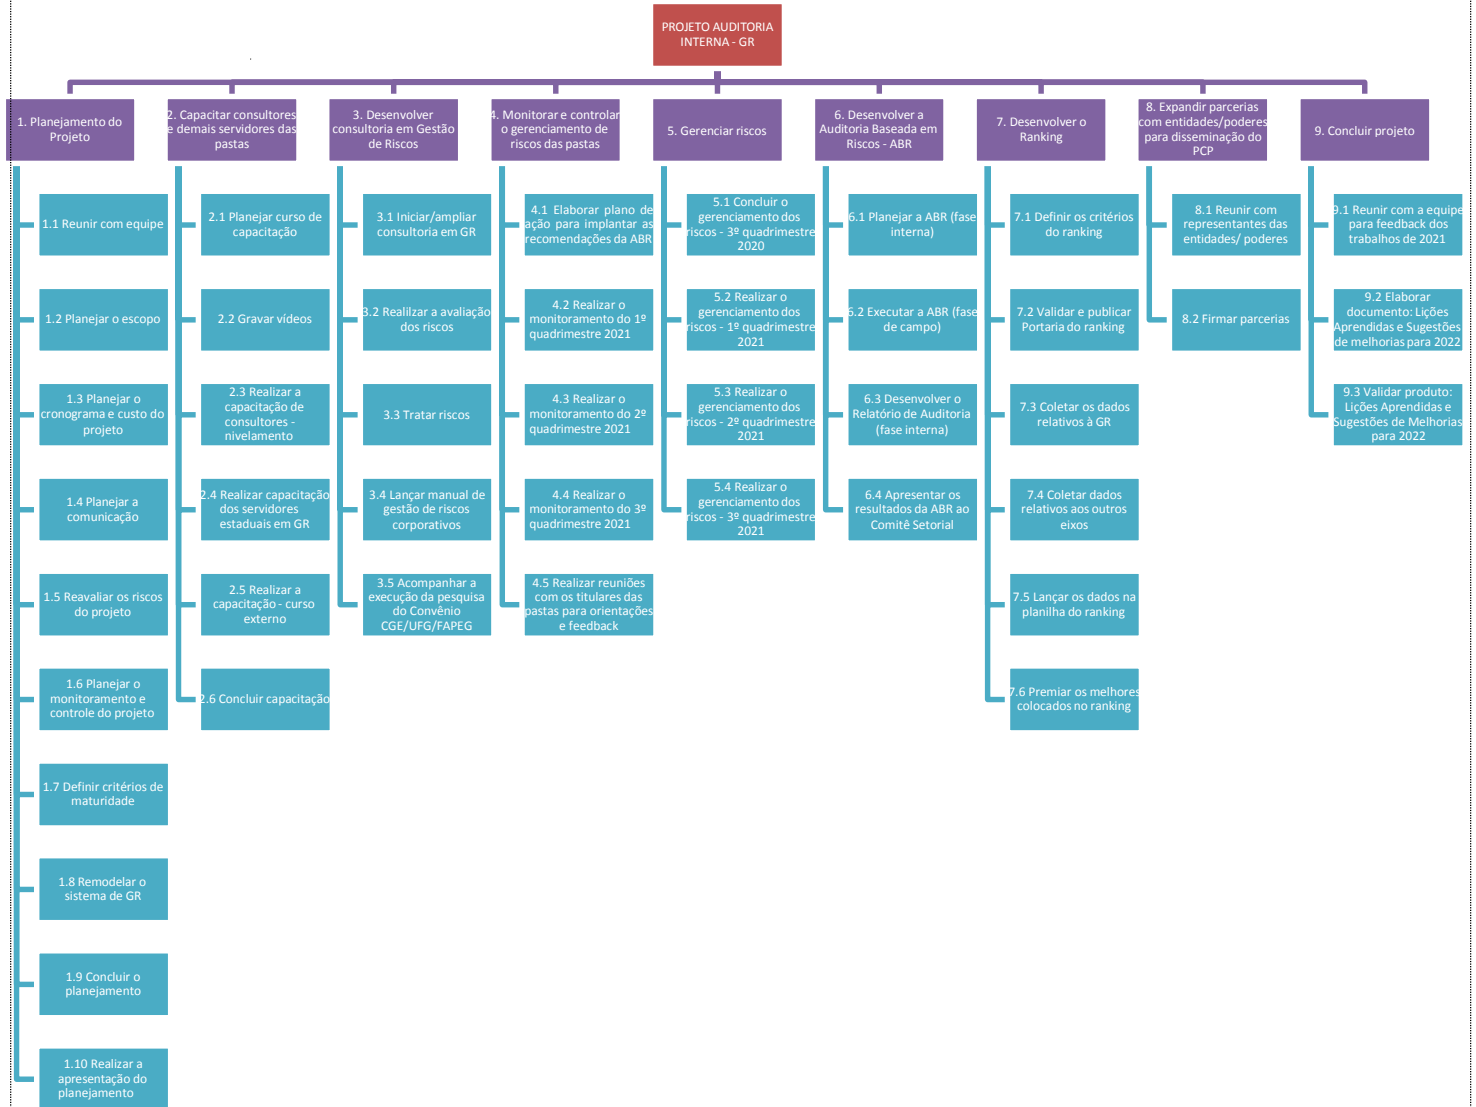 PROJETO AUDITORIA
INTERNA - GR
1. Planejamento do
Projeto
1.1 Reunir com equipe
1.2 Planejar o escopo
1.3 Planejar o
cronograma e custo do
projeto
1.4 Planejar a
comunicação
1.5 Reavaliar os riscos
do projeto
1.6 Planejar o
monitoramento e
controle do projeto
1.7 Definir critérios de
maturidade
1.8 Remodelar o
sistema de GR
1.9 Concluir o
planejamento
1.10 Realizar a
apresentação do
planejamento
2. Capacitar consultores
e demais servidores das
pastas
2.1 Planejar curso de
capacitação
2.2 Gravar vídeos
2.3 Realizar a
capacitação de
consultores -
nivelamento
2.4 Realizar capacitação
dos servidores
estaduais em GR
2.5 Realizar a
capacitação - curso
externo
2.6 Concluir capacitação
3. Desenvolver
consultoria em Gestão
de Riscos
3.1 Iniciar/ampliar
consultoria em GR
3.2 Realilzar a avaliação
dos riscos
3.3 Tratar riscos
3.4 Lançar manual de
gestão de riscos
corporativos
3.5 Acompanhar a
execução da pesquisa
do Convênio
CGE/UFG/FAPEG
4. Monitorar e controlar
o gerenciamento de
riscos das pastas
4.1 Elaborar plano de
ação para implantar as
recomendações da ABR
4.2 Realizar o
monitoramento do 1º
quadrimestre 2021
4.3 Realizar o
monitoramento do 2º
quadrimestre 2021
4.4 Realizar o
monitoramento do 3º
quadrimestre 2021
4.5 Realizar reuniões
com os titulares das
pastas para orientações
e feedback
5. Gerenciar riscos
5.1 Concluir o
gerenciamento dos
riscos - 3º quadrimestre
2020
5.2 Realizar o
gerenciamento dos
riscos - 1º quadrimestre
2021
5.3 Realizar o
gerenciamento dos
riscos - 2º quadrimestre
2021
5.4 Realizar o
gerenciamento dos
riscos - 3º quadrimestre
2021
6. Desenvolver a
Auditoria Baseada em
Riscos - ABR
6.1 Planejar a ABR (fase
interna)
6.2 Executar a ABR (fase
de campo)
6.3 Desenvolver o
Relatório de Auditoria
(fase interna)
6.4 Apresentar os
resultados da ABR ao
Comitê Setorial
7. Desenvolver o
Ranking
7.1 Definir os critérios
do ranking
7.2 Validar e publicar
Portaria do ranking
7.3 Coletar os dados
relativos à GR
7.4 Coletar dados
relativos aos outros
eixos
7.5 Lançar os dados na
planilha do ranking
7.6 Premiar os melhores
colocados no ranking
8. Expandir parcerias
com entidades/poderes
para disseminação do
PCP
8.1 Reunir com
representantes das
entidades/ poderes
8.2 Firmar parcerias
9. Concluir projeto
9.1 Reunir com a equipe
para feedback dos
trabalhos de 2021
9.2 Elaborar
documento: Lições
Aprendidas e Sugestões
de melhorias para 2022
9.3 Validar produto:
Lições Aprendidas e
Sugestões de Melhorias
para 2022